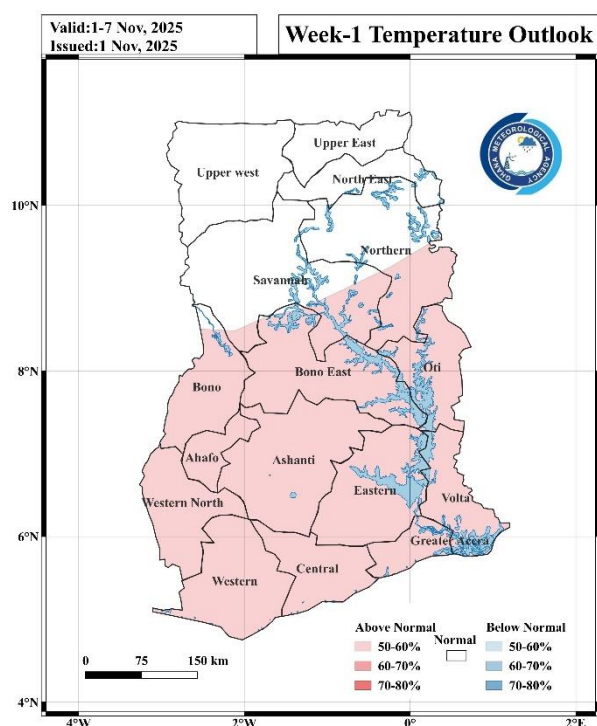 Valid:1-7 Nov, 2025
Issued:1 Nov, 2025
Week-1 Temperature Outlook
GHANA METEOROLOGICAL AGENCY
Upper East
Upper west
North East
10°N
Northern
Savannah
8°N
Bono East
Oti
Bono
Ahafo
Ashanti
Eastern
Volta
Western North
6°N
Greater Accra
Central
Western
Above Normal
50-60%
60-70%
70-80%
Normal
Below Normal
50-60%
60-70%
70-80%
0 75 150 km
4°N
4°W 2°W 0° 2°E